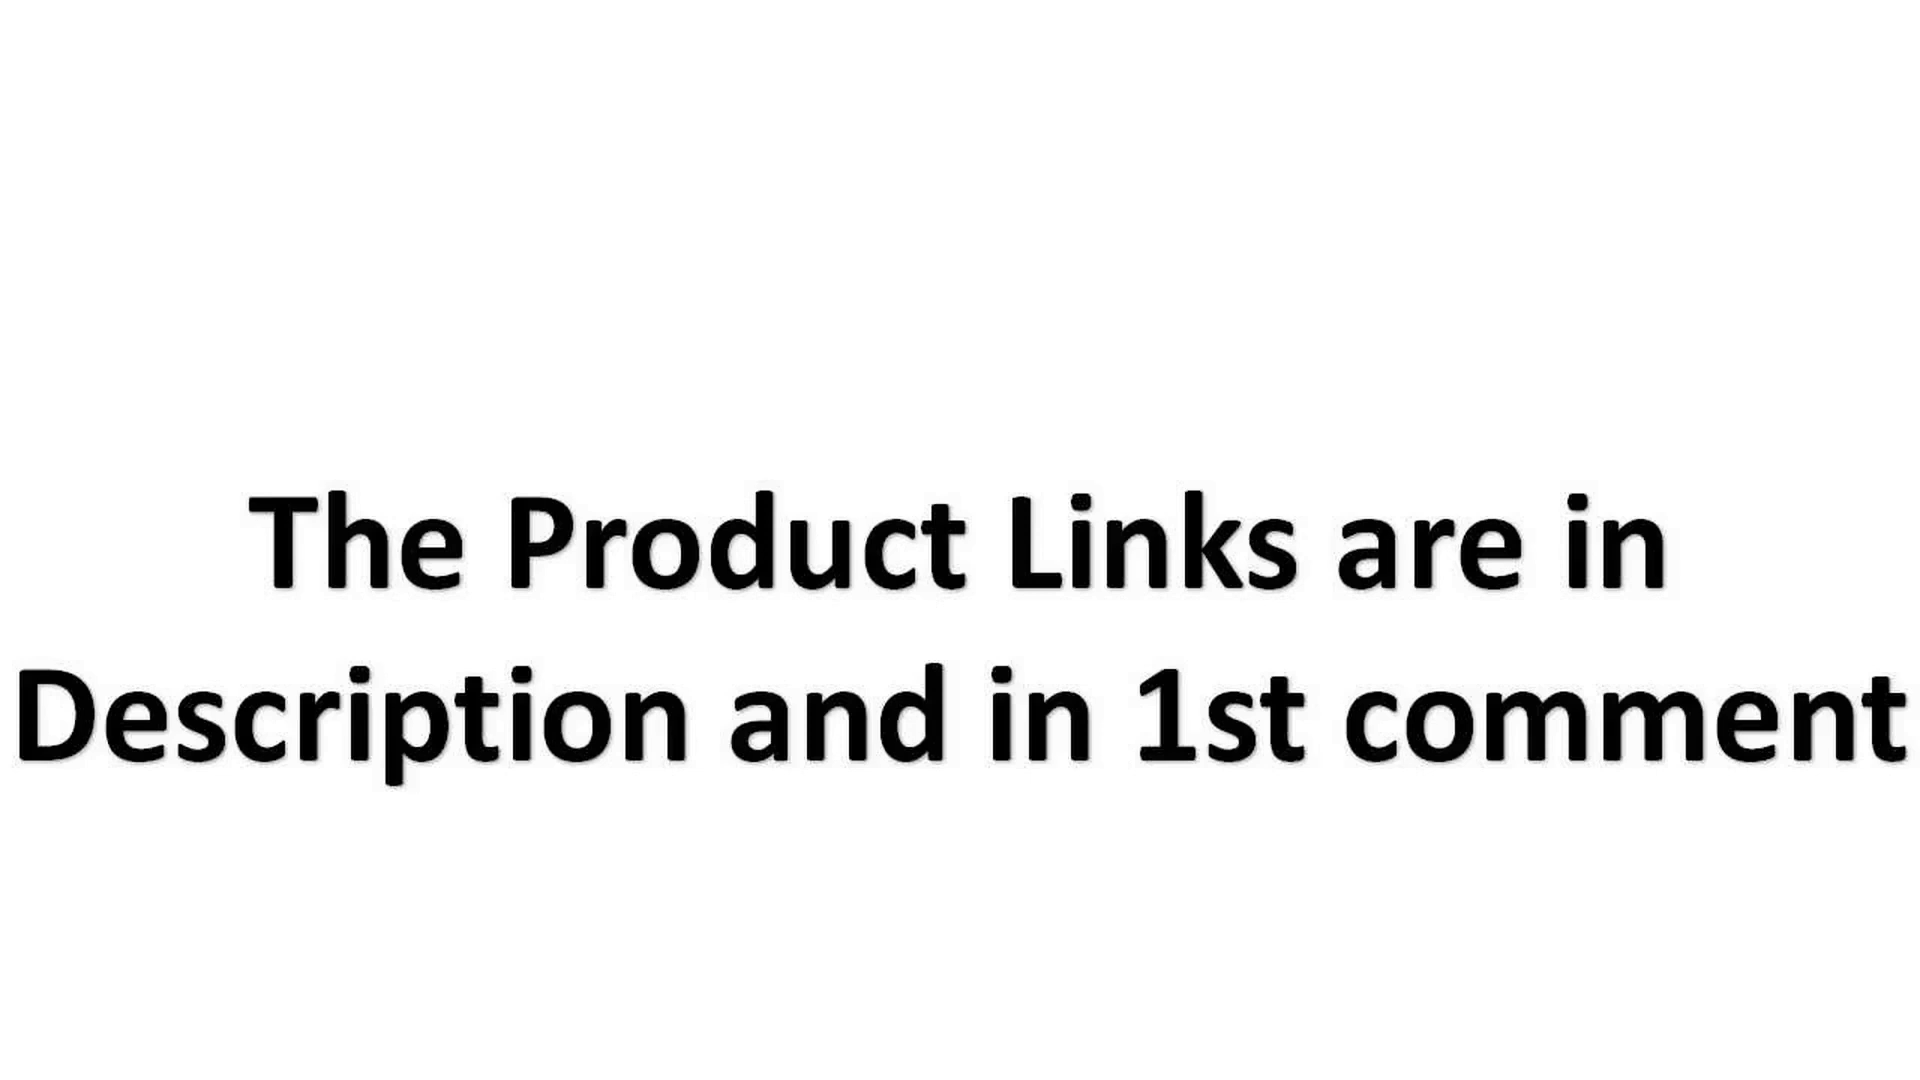 The Product Links are in
Description and in 1st comment